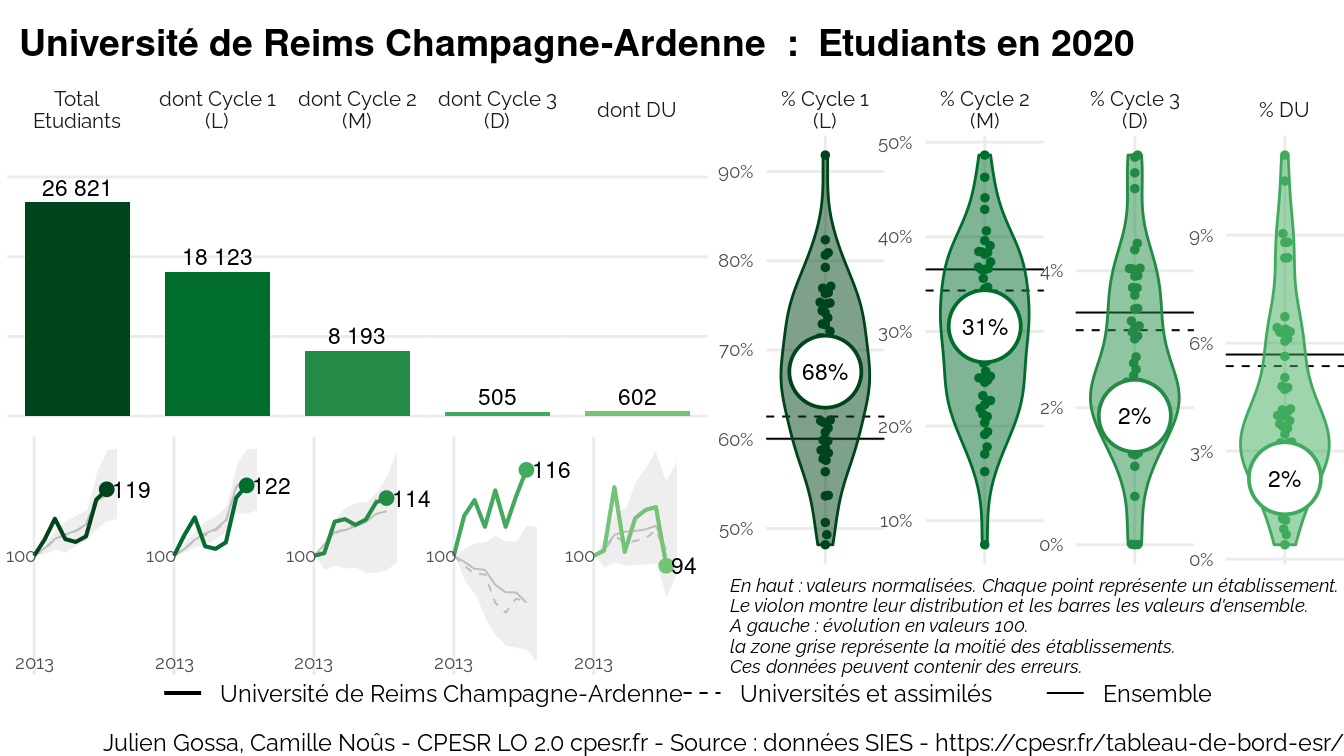 Université de Reims Champagne-Ardenne : Etudiants en 2020
Total
Etudiants
dont Cycle 1
(L)
dont Cycle 2
(M)
dont Cycle 3
(D)
dont DU
26 821
18 123
8 193
505
602
100
119
2013
100
122
2013
100
114
2013
100
116
2013
100
94
2013
% Cycle 1
(L)
90%
80%
70%
60%
50%
68%
% Cycle 2
(M)
50%
40%
30%
20%
10%
31%
% Cycle 3
(D)
4%
2%
0%
2%
% DU
9%
6%
3%
0%
2%
En haut : valeurs normalisées. Chaque point représente un établissement.
Le violon montre leur distribution et les barres les valeurs d'ensemble.
A gauche : évolution en valeurs 100.
la zone grise représente la moitié des établissements.
Ces données peuvent contenir des erreurs.
Université de Reims Champagne-Ardenne
Universités et assimilés
Ensemble
Julien Gossa, Camille Noûs - CPESR LO 2.0 cpesr.fr - Source : données SIES - https://cpesr.fr/tableau-de-bord-esr/